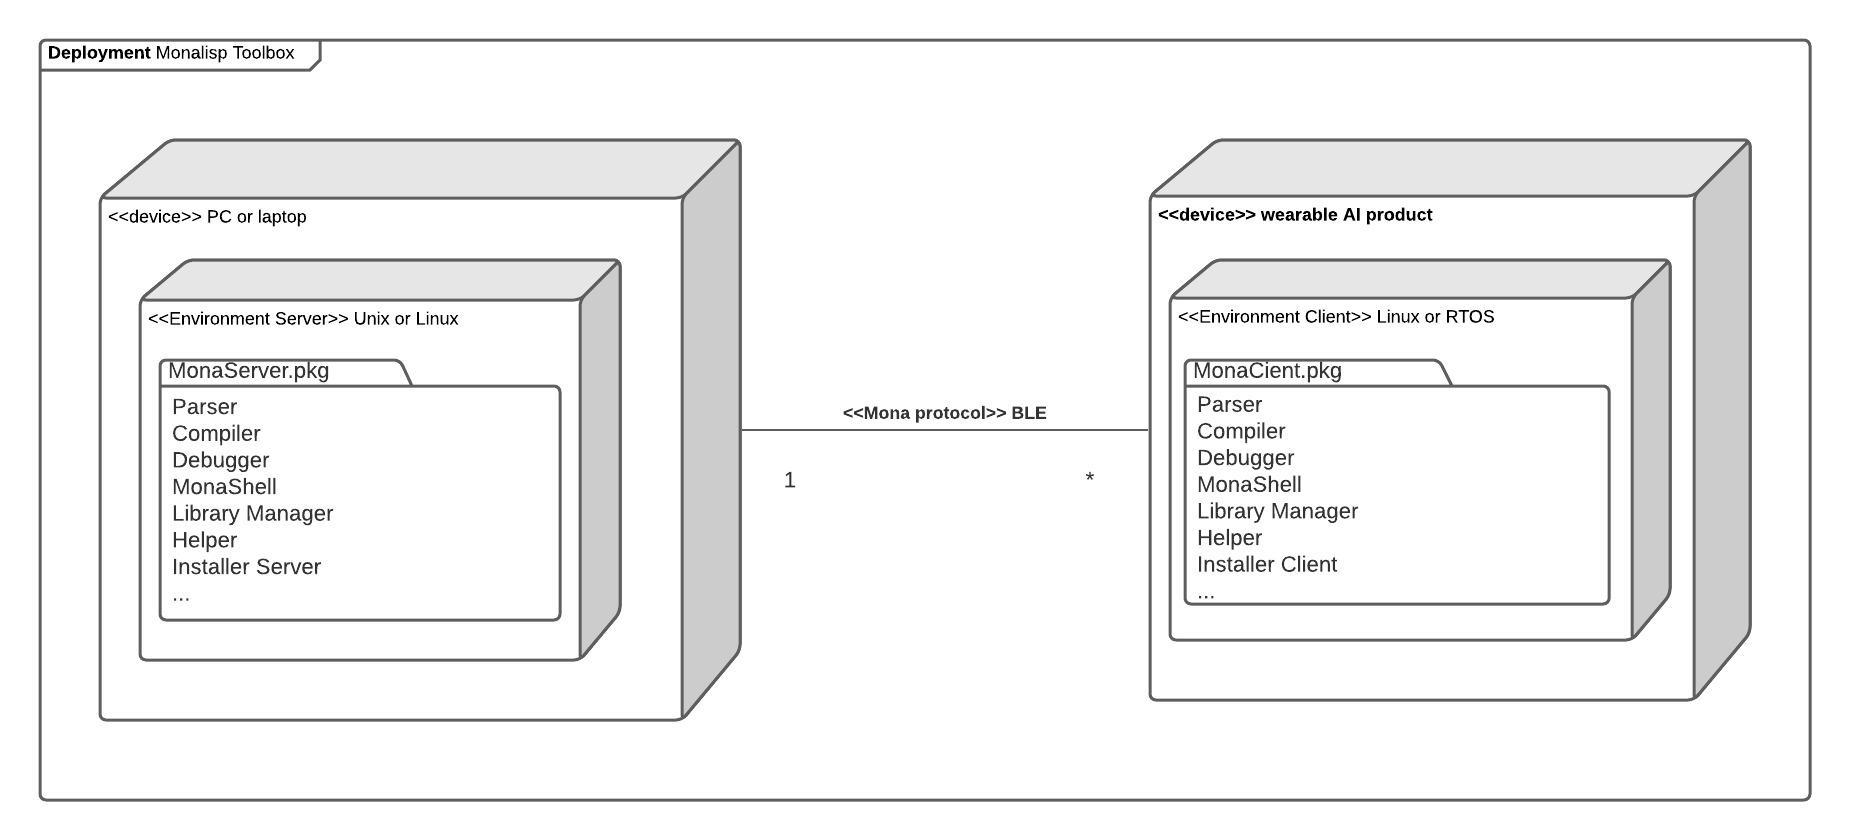 Deployment Monalisp Toolbox
<<device>> PC or laptop
<<Environment Server>> Unix or Linux
MonaServer.pkg
Parser
Compiler
Debugger
MonaShell
Library Manager
Helper
Installer Server
...
<<Mona protocol>> BLE
1
*
<<device>> wearable AI product
<<Environment Client>> Linux or RTOS
MonaCient.pkg
Parser
Compiler
Debugger
MonaShell
Library Manager
Helper
Installer Client
...